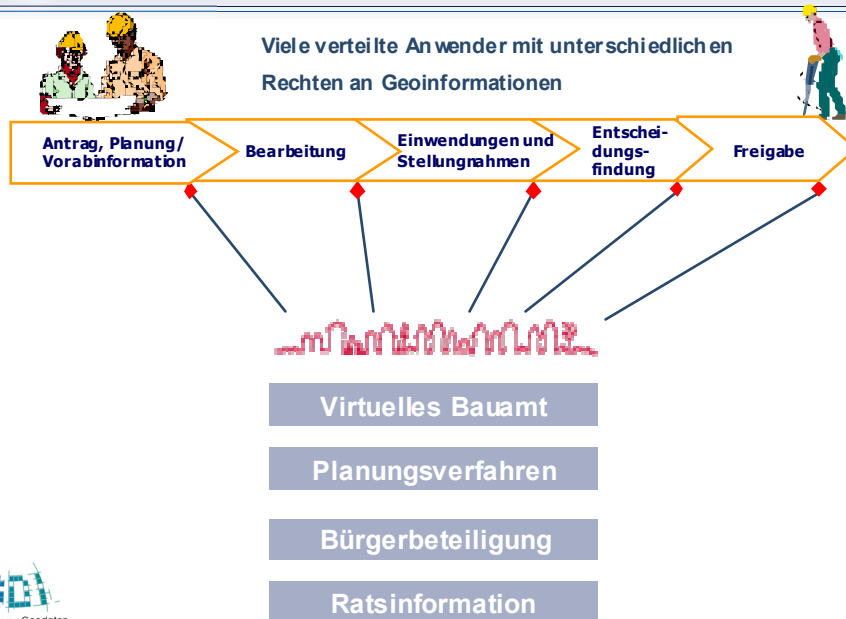 Viele verteilte Anwender mit unterschiedlichen
Rechten an Geoinformationen
Antrag, Planung/
Vorabinformation
Bearbeitung
Einwendungen und
Stellungnahmen
Entschei-
dungs-
findung
Freigabe
Virtuelles Bauamt
Planungsverfahren
Bürgerbeteiligung
Ratsinformation